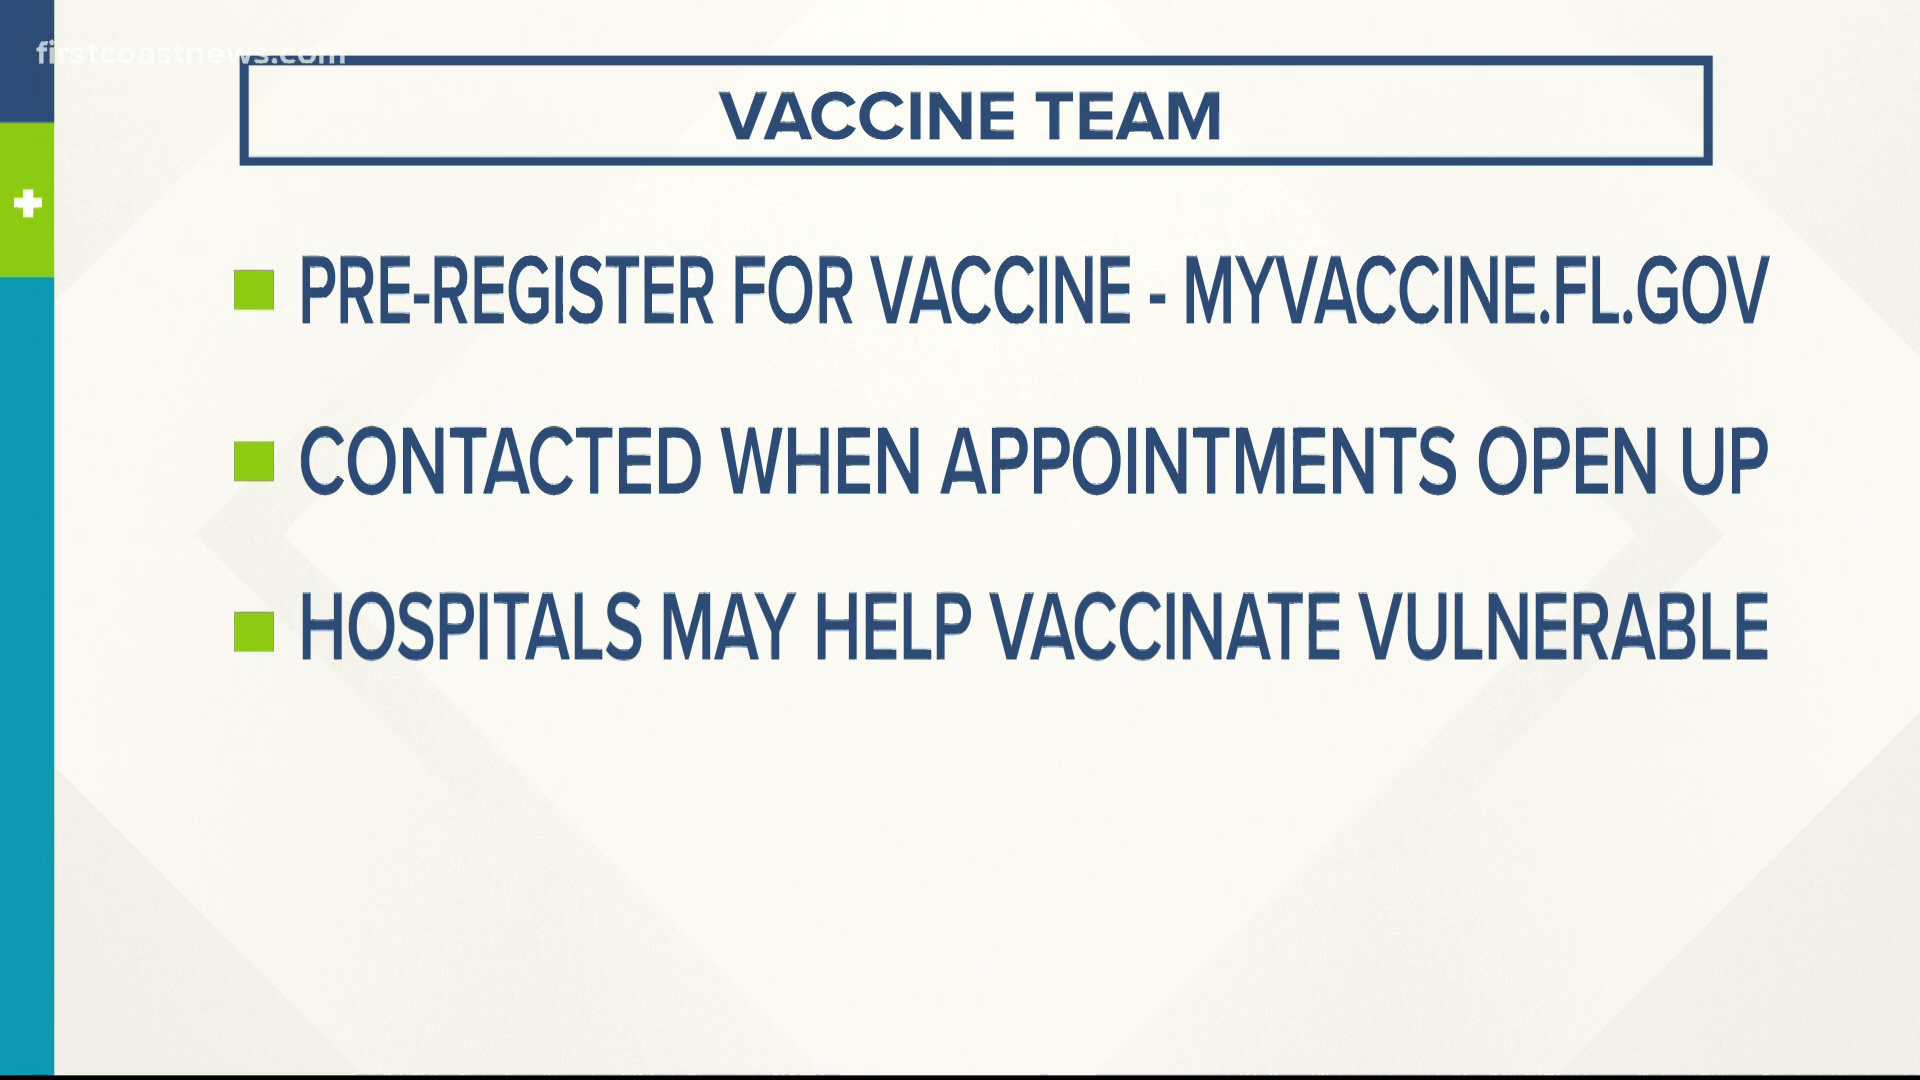 firstcoastnews.com
VACCINE TEAM
PRE-REGISTER FOR VACCINE - MYVACCINE.FL.GOV
CONTACTED WHEN APPOINTMENTS OPEN UP
HOSPITALS MAY HELP VACCINATE VULNERABLE